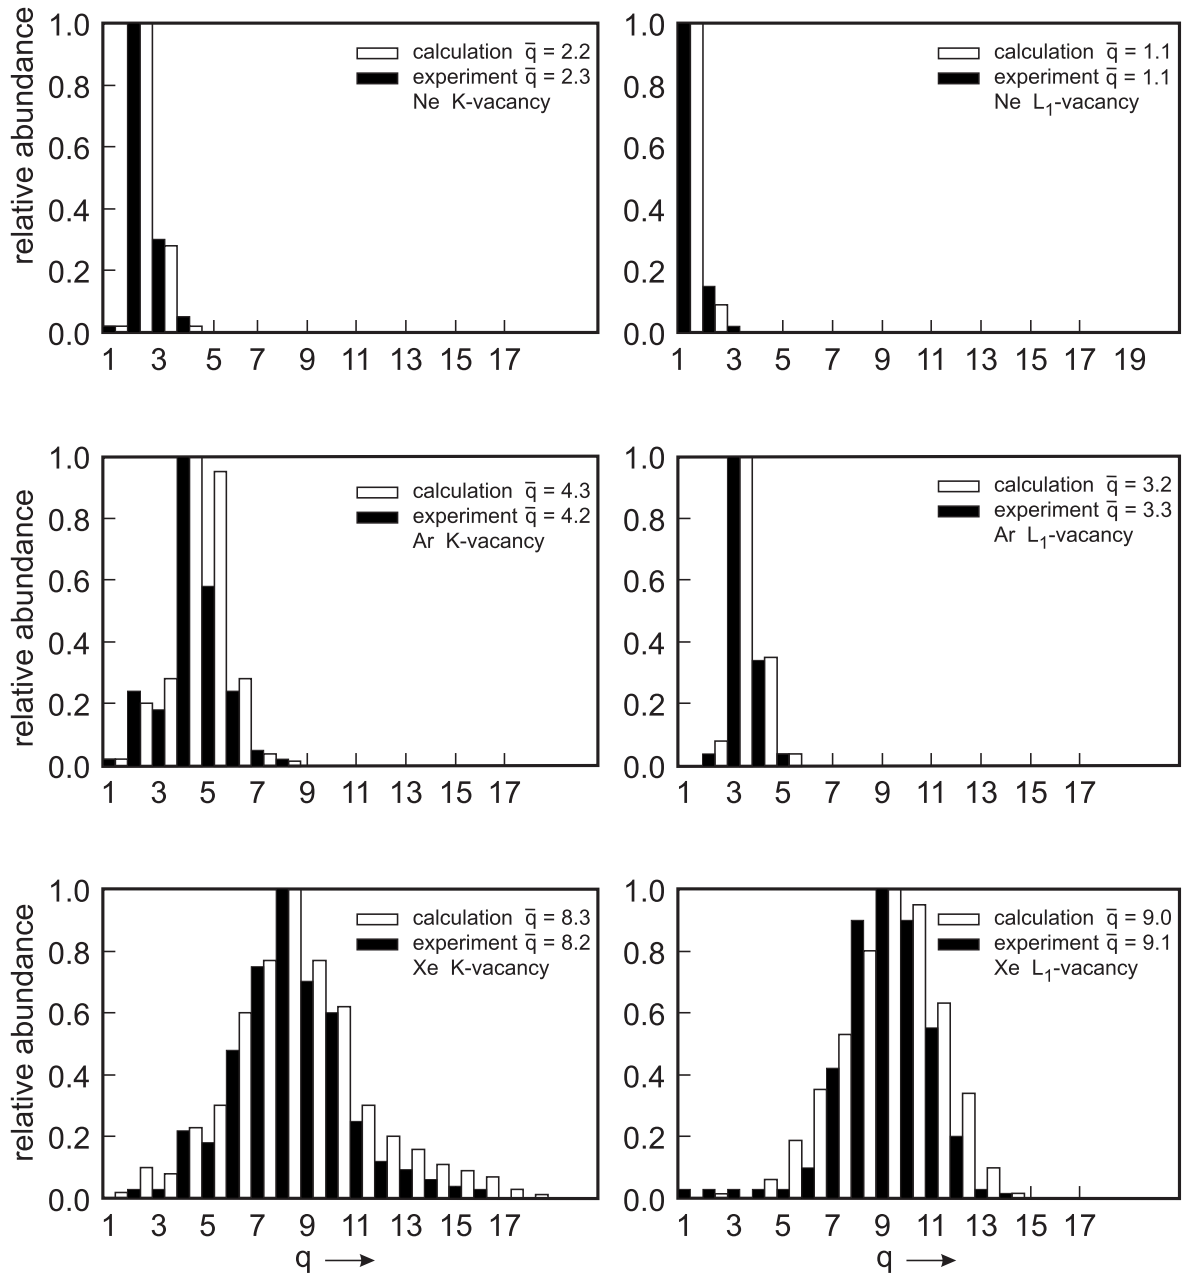 relative abundance
1.0
0.8
0.6
0.4
0.2
0.0
calculation q̅ = 2.2
experiment q̅ = 2.3
Ne K-vacancy
1 3 5 7 9 11 13 15 17
1.0
0.8
0.6
0.4
0.2
0.0
calculation q̅ = 1.1
experiment q̅ = 1.1
Ne L1-vacancy
1 3 5 7 9 11 13 15 17 19
relative abundance
1.0
0.8
0.6
0.4
0.2
0.0
calculation q̅ = 4.3
experiment q̅ = 4.2
Ar K-vacancy
1 3 5 7 9 11 13 15 17
1.0
0.8
0.6
0.4
0.2
0.0
calculation q̅ = 3.2
experiment q̅ = 3.3
Ar L1-vacancy
1 3 5 7 9 11 13 15 17
relative abundance
1.0
0.8
0.6
0.4
0.2
0.0
calculation q̅ = 8.3
experiment q̅ = 8.2
Xe K-vacancy
1 3 5 7 9 11 13 15 17
q →
1.0
0.8
0.6
0.4
0.2
0.0
calculation q̅ = 9.0
experiment q̅ = 9.1
Xe L1-vacancy
1 3 5 7 9 11 13 15 17
q →